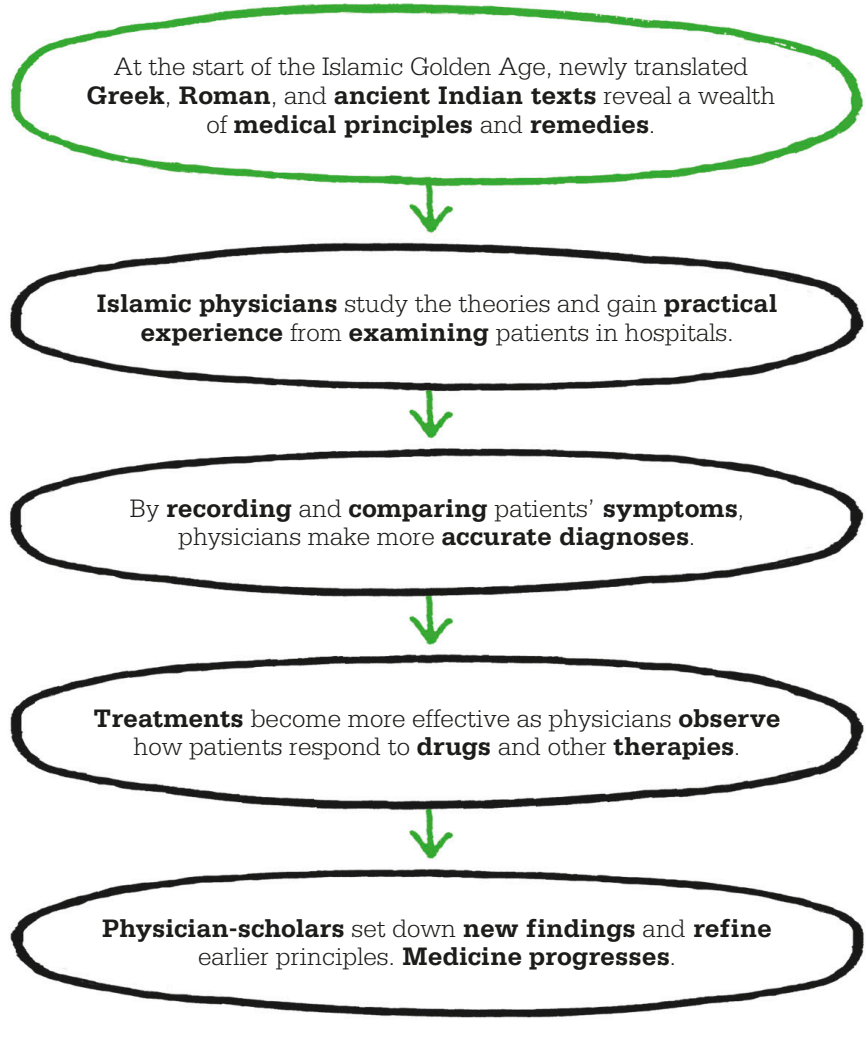 At the start of the Islamic Golden Age, newly translated
Greek, Roman, and ancient Indian texts reveal a wealth
of medical principles and remedies.
Islamic physicians study the theories and gain practical
experience from examining patients in hospitals.
By recording and comparing patients’ symptoms,
physicians make more accurate diagnoses.
Treatments become more effective as physicians observe
how patients respond to drugs and other therapies.
Physician-scholars set down new findings and refine
earlier principles. Medicine progresses.